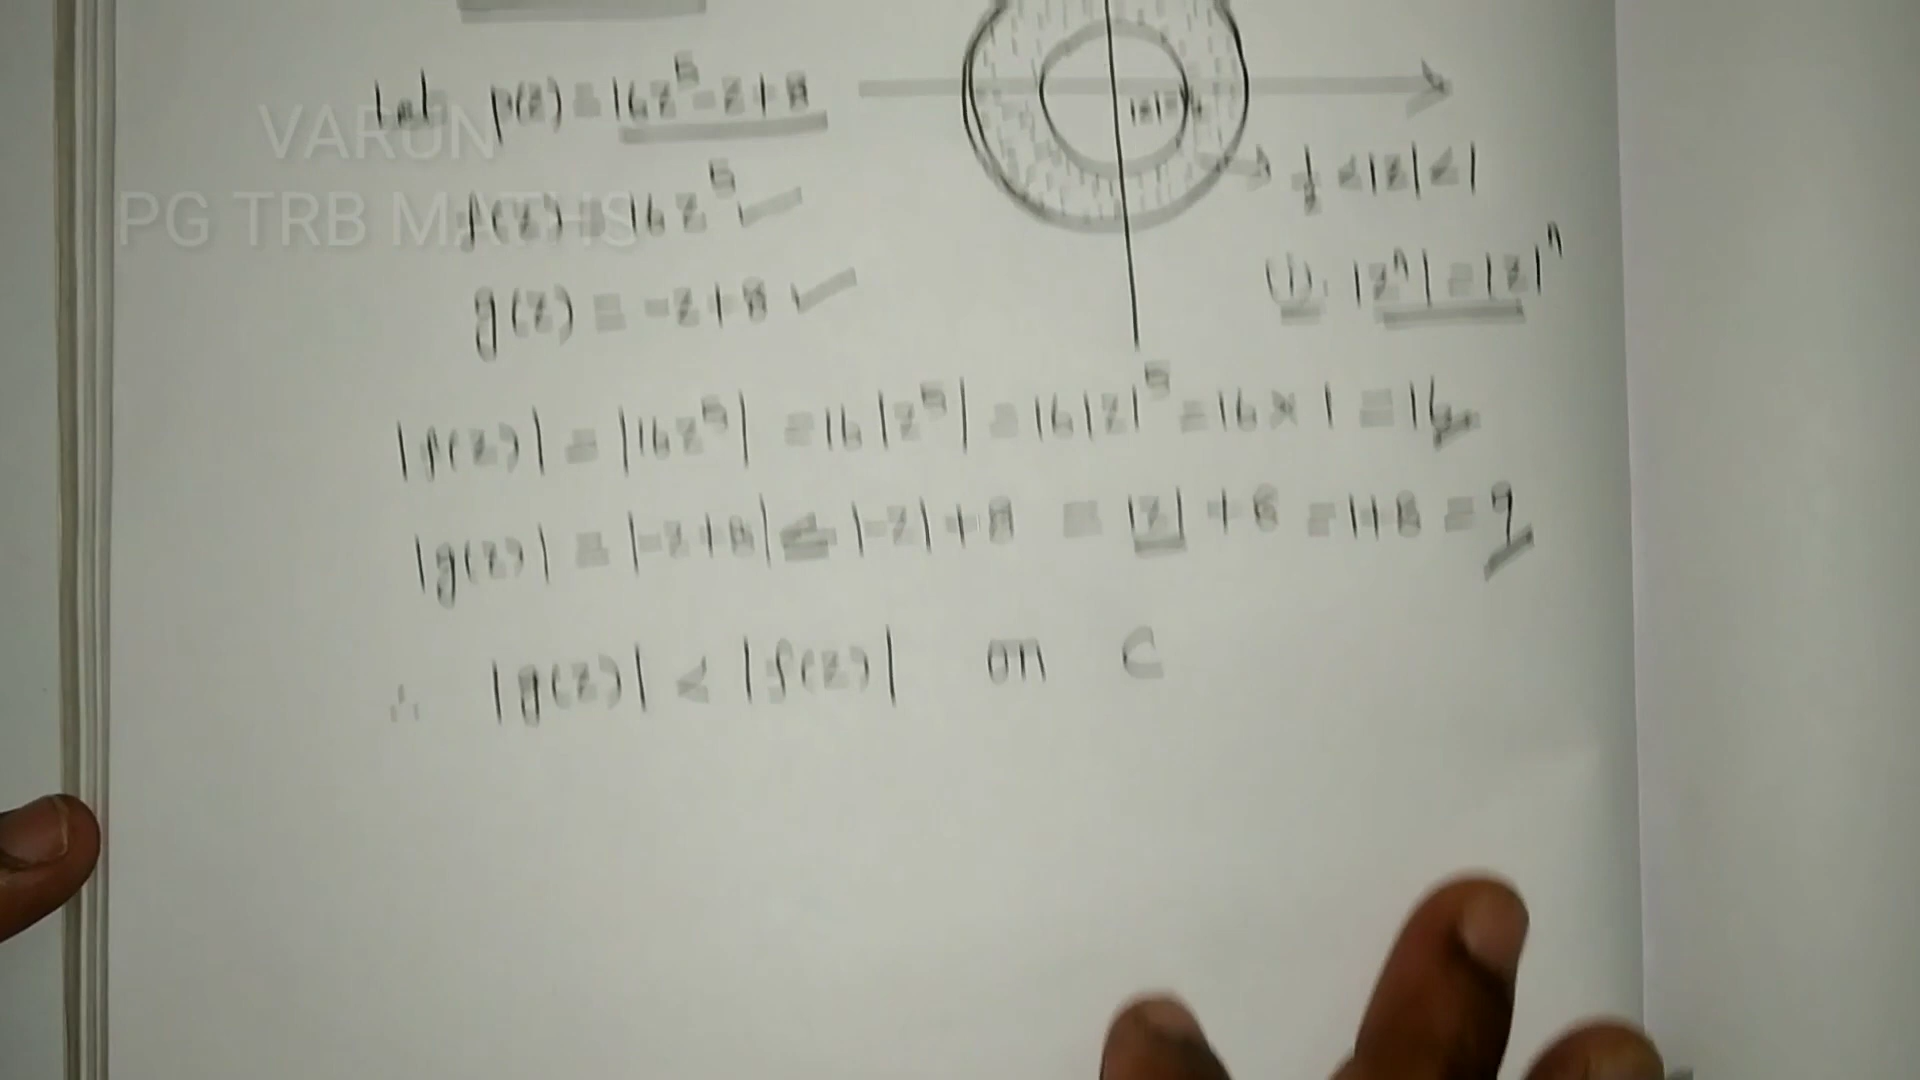 Let p(z) = 16z⁵ - z + 8
VARUN
PG TRB MATHS
f(z) = 16z⁵
g(z) = -z + 8
|z| =
½ < |z| < 1
(i). |zⁿ| = |z|ⁿ
|f(z)| = |16z⁵| = 16|z⁵| = 16|z|⁵ = 16 × 1 = 16
|g(z)| = |-z+8| ≤ |-z| + 8 = |z| + 8 = 1+8 = 9
∴ |g(z)| < |f(z)| on C